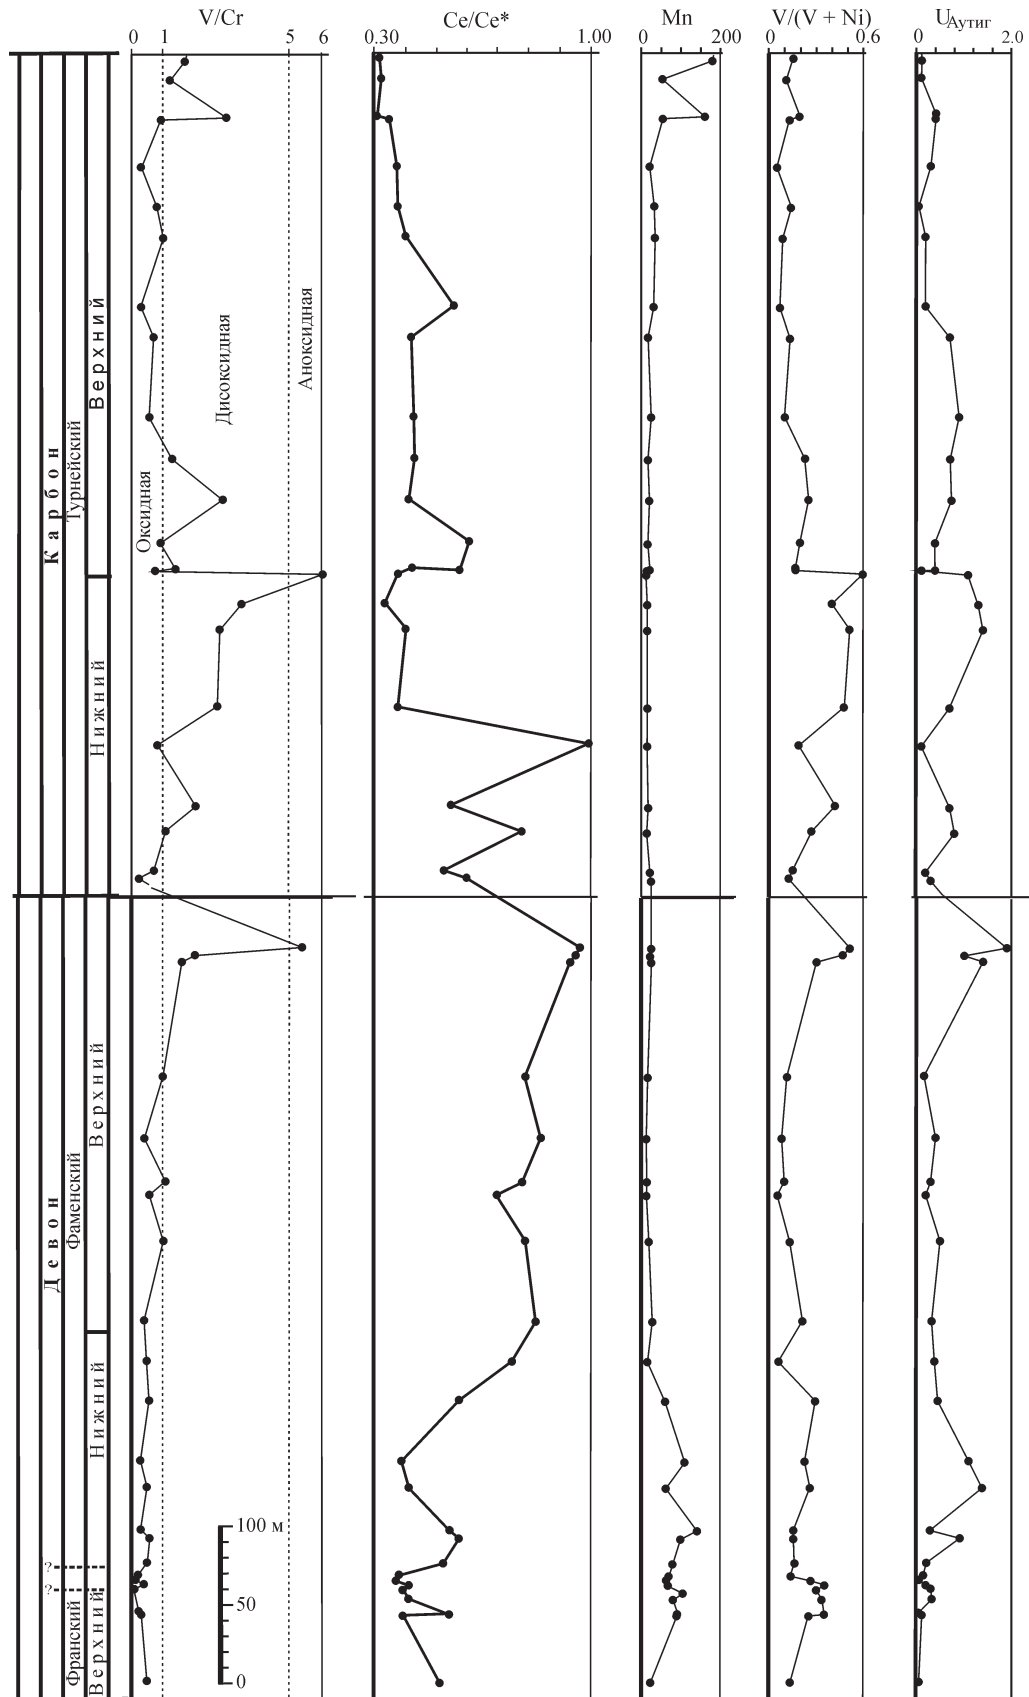 V/Cr Ce/Ce* Mn V/(V + Ni) UАутиг
0 1 5 6 0.30 1.00 0 200 0 0.6 0 2.0
Карбон
Турнейский
Верхний
Нижний
Оксидная
Дисоксидная
Аноксидная
Девон
Фаменский
Верхний
Нижний
Франский
Верхний
?
?
100 м
50
0